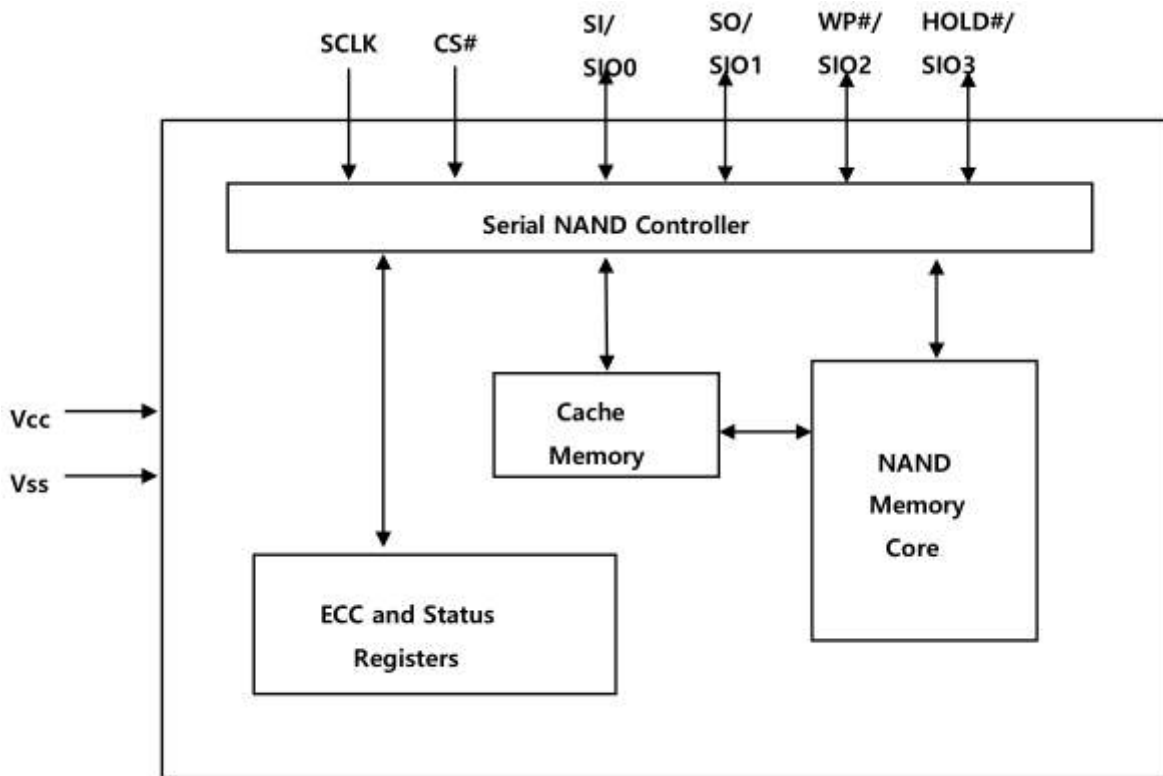 SCLK
CS#
SI/
SIO0
SO/
SIO1
WP#/
SIO2
HOLD#/
SIO3
Serial NAND Controller
Cache
Memory
Vcc
Vss
NAND
Memory
Core
ECC and Status
Registers